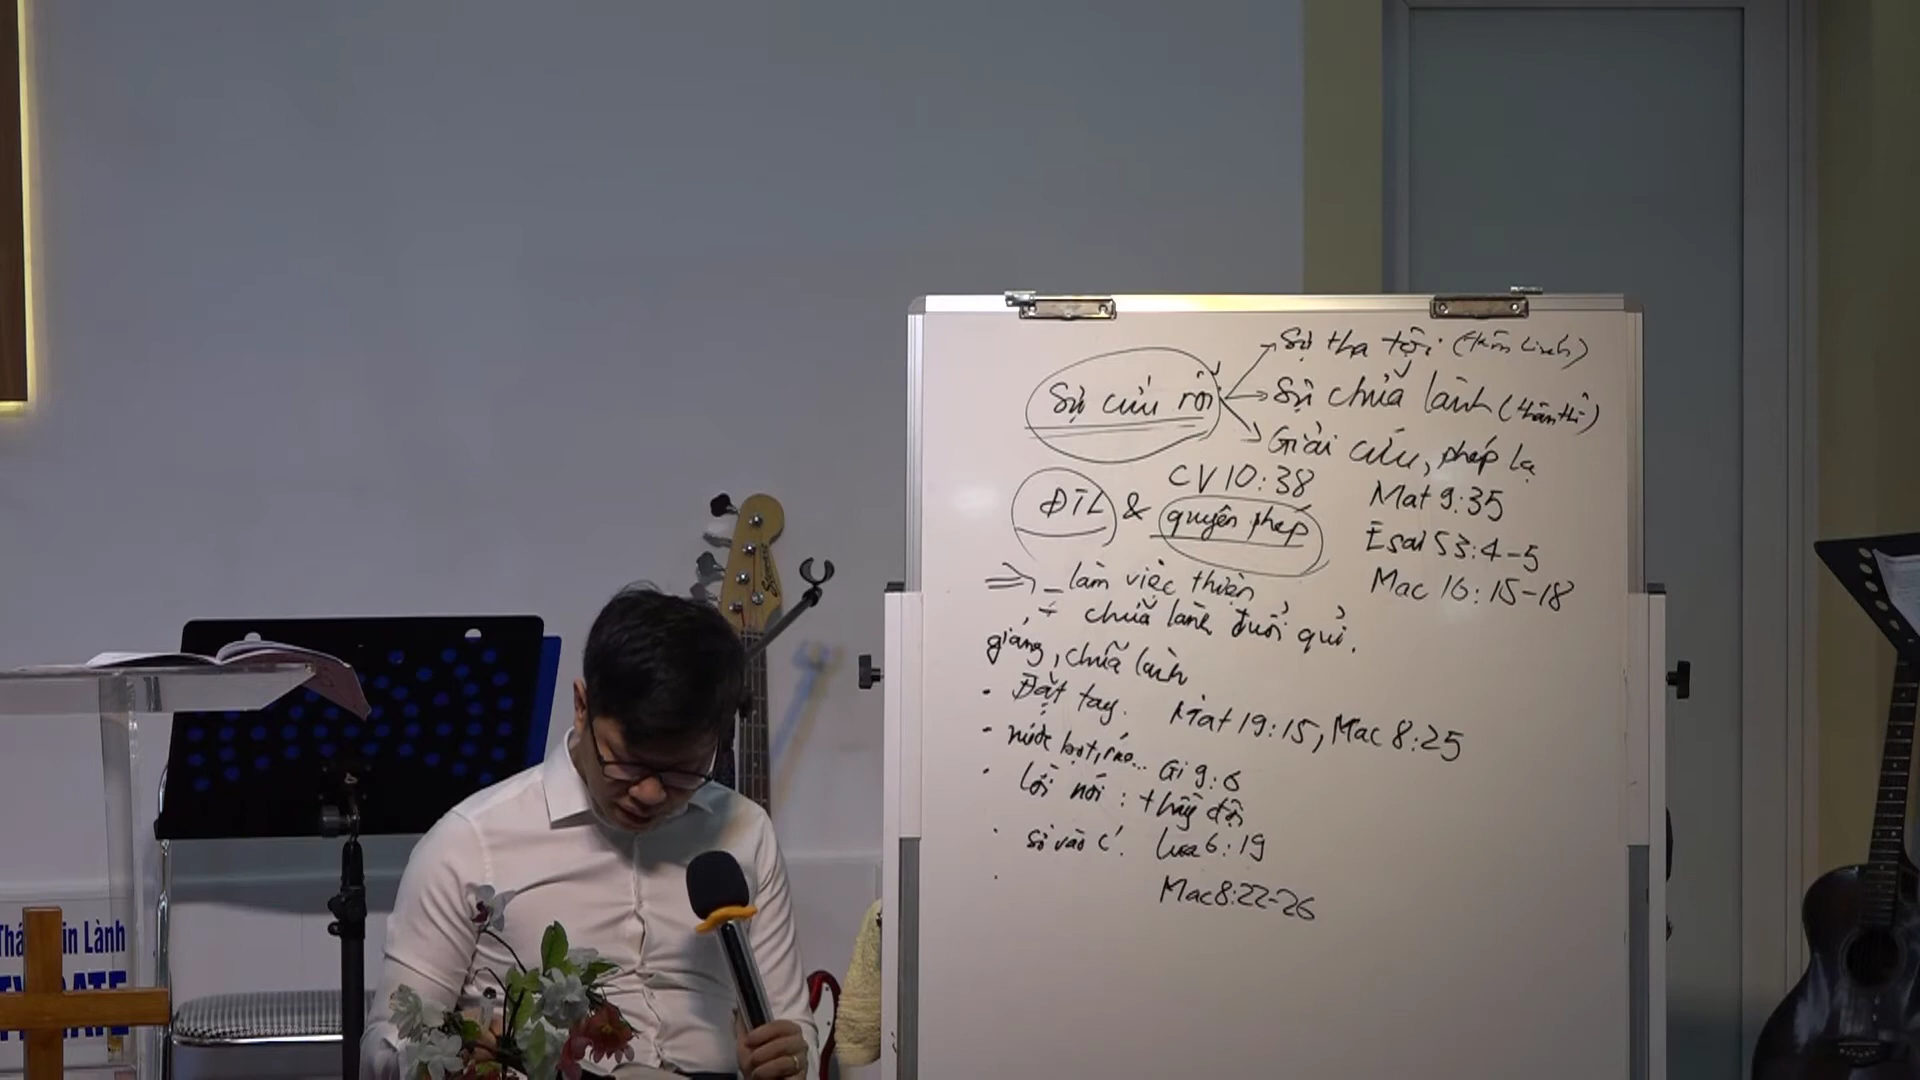 Sự tha tội (tâm linh)
Sự cứu rỗi
Sự chữa lành (thân thể)
Giải cứu, phép lạ
CV 10:38
Mat 9:35
ĐTL & quyền phép
Êsai 53:4-5
Mac 16:15-18
=> - làm việc thiện
+ chữa lành, đuổi quỉ.
giảng, chữa lành
• Đặt tay. Mat 19:15, Mac 8:25
- nước bọt, ... Gi 9:6
• lời nói : thầy đội
• sờ vào C. Luca 6:19
Mac 8:22-26
in Lành